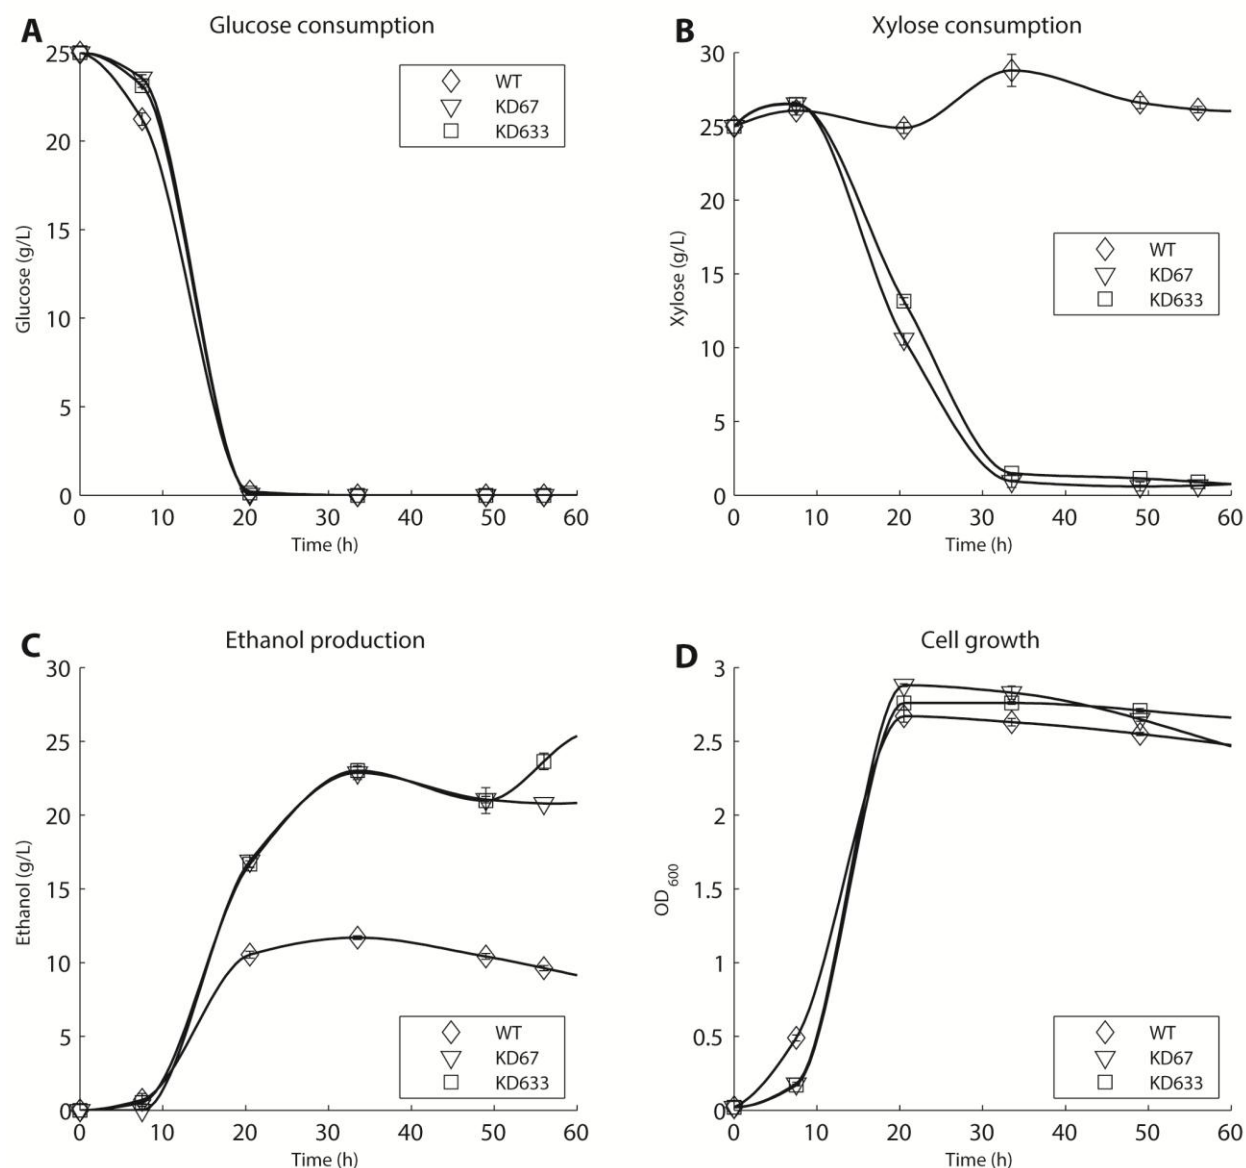 A
Glucose consumption
25
20
15
10
5
0
Glucose (g/L)
WT
KD67
KD633
0 10 20 30 40 50 60
Time (h)
B
Xylose consumption
30
25
20
15
10
5
0
Xylose (g/L)
WT
KD67
KD633
0 10 20 30 40 50 60
Time (h)
C
Ethanol production
30
25
20
15
10
5
0
Ethanol (g/L)
WT
KD67
KD633
0 10 20 30 40 50 60
Time (h)
D
Cell growth
3
2.5
2
1.5
1
0.5
0
OD600
WT
KD67
KD633
0 10 20 30 40 50 60
Time (h)